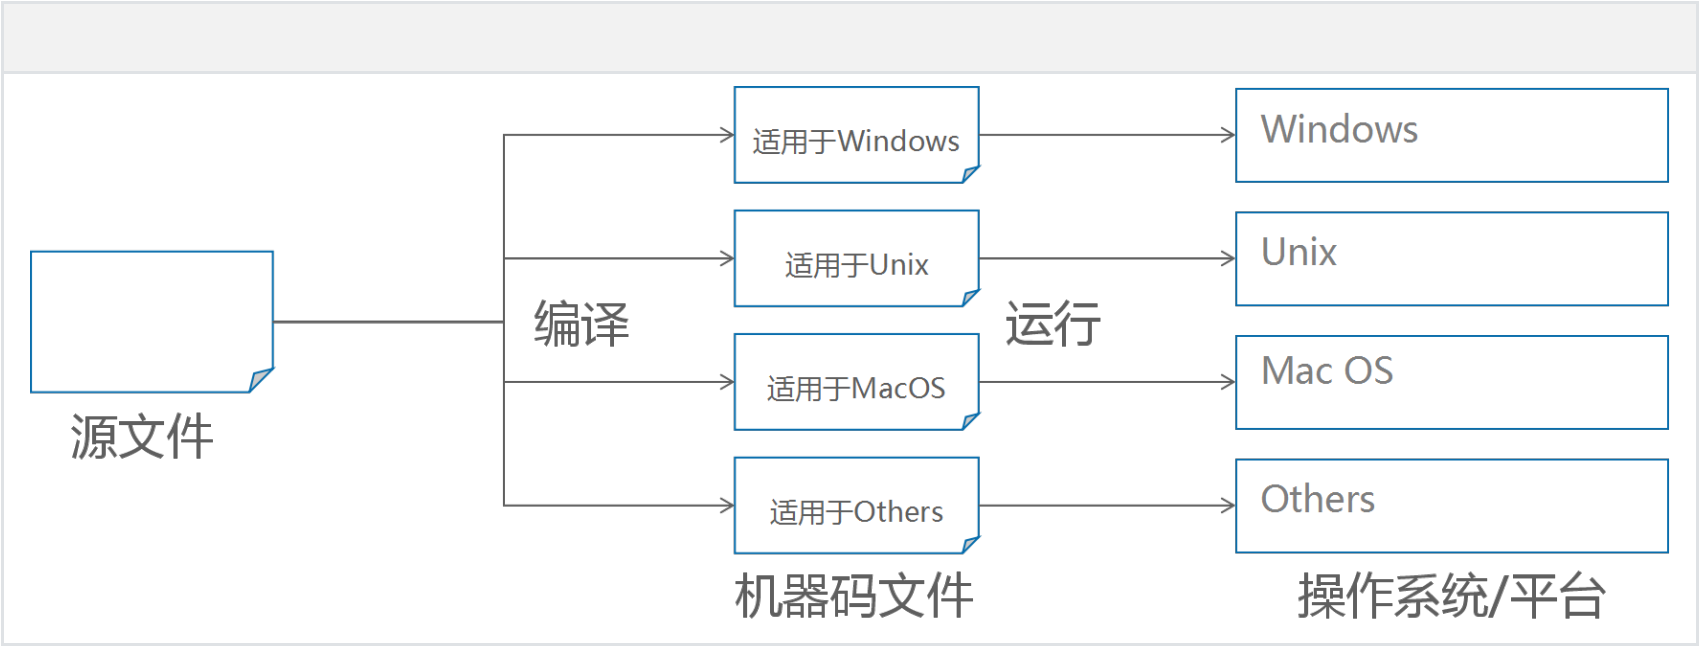 适用于Windows
Windows
适用于Unix
Unix
编译
运行
适用于MacOS
Mac OS
源文件
适用于Others
Others
机器码文件
操作系统/平台